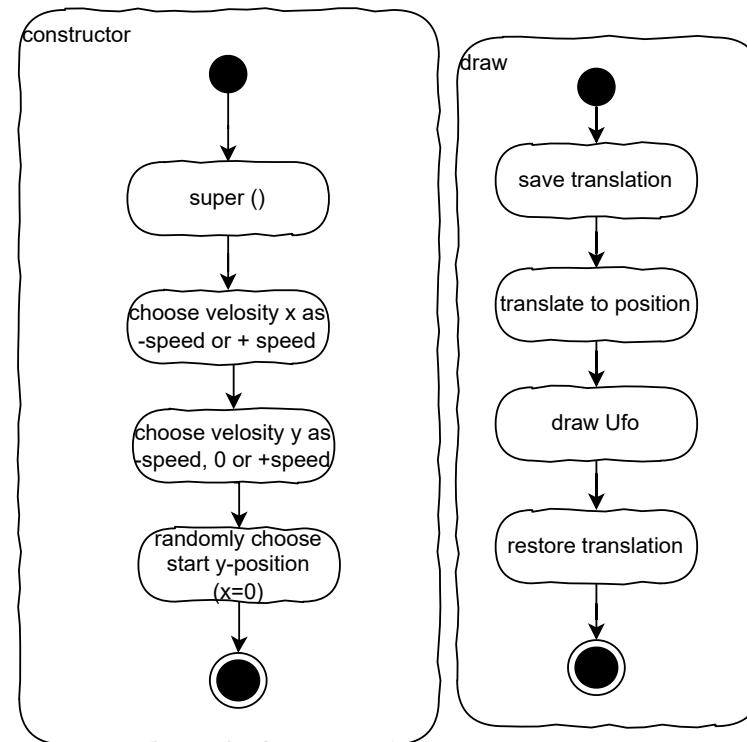 constructor
super ()
choose velosity x as
-speed or + speed
choose velosity y as
-speed, 0 or +speed
randomly choose
start y-position
(x=0)
draw
save translation
translate to position
draw Ufo
restore translation